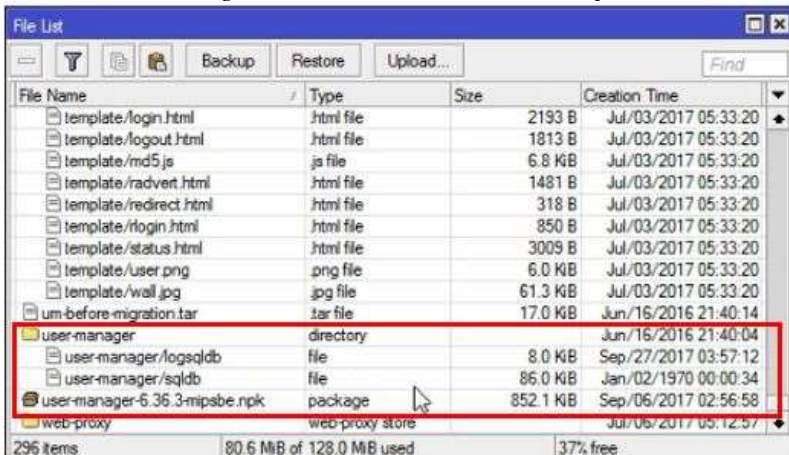 File List
Backup Restore Upload... Find
File Name / Type Size Creation Time
template/login.html .html file 2193 B Jul/03/2017 05:33:20
template/logout.html .html file 1813 B Jul/03/2017 05:33:20
template/md5.js .js file 6.8 KiB Jul/03/2017 05:33:20
template/radvert.html .html file 1481 B Jul/03/2017 05:33:20
template/redirect.html .html file 318 B Jul/03/2017 05:33:20
template/rlogin.html .html file 850 B Jul/03/2017 05:33:20
template/status.html .html file 3009 B Jul/03/2017 05:33:20
template/user.png .png file 6.0 KiB Jul/03/2017 05:33:20
template/wall.jpg .jpg file 61.3 KiB Jul/03/2017 05:33:20
um-before-migration.tar .tar file 17.0 KiB Jun/16/2016 21:40:14
user-manager directory Jun/16/2016 21:40:04
user-manager/logsqldb file 8.0 KiB Sep/27/2017 03:57:12
user-manager/sqldb file 86.0 KiB Jan/02/1970 00:00:34
user-manager-6.36.3-mipsbe.npk package 852.1 KiB Sep/06/2017 02:56:58
web-proxy web-proxy store Jul/06/2017 05:12:57
296 items 80.6 MiB of 128.0 MiB used 37% free